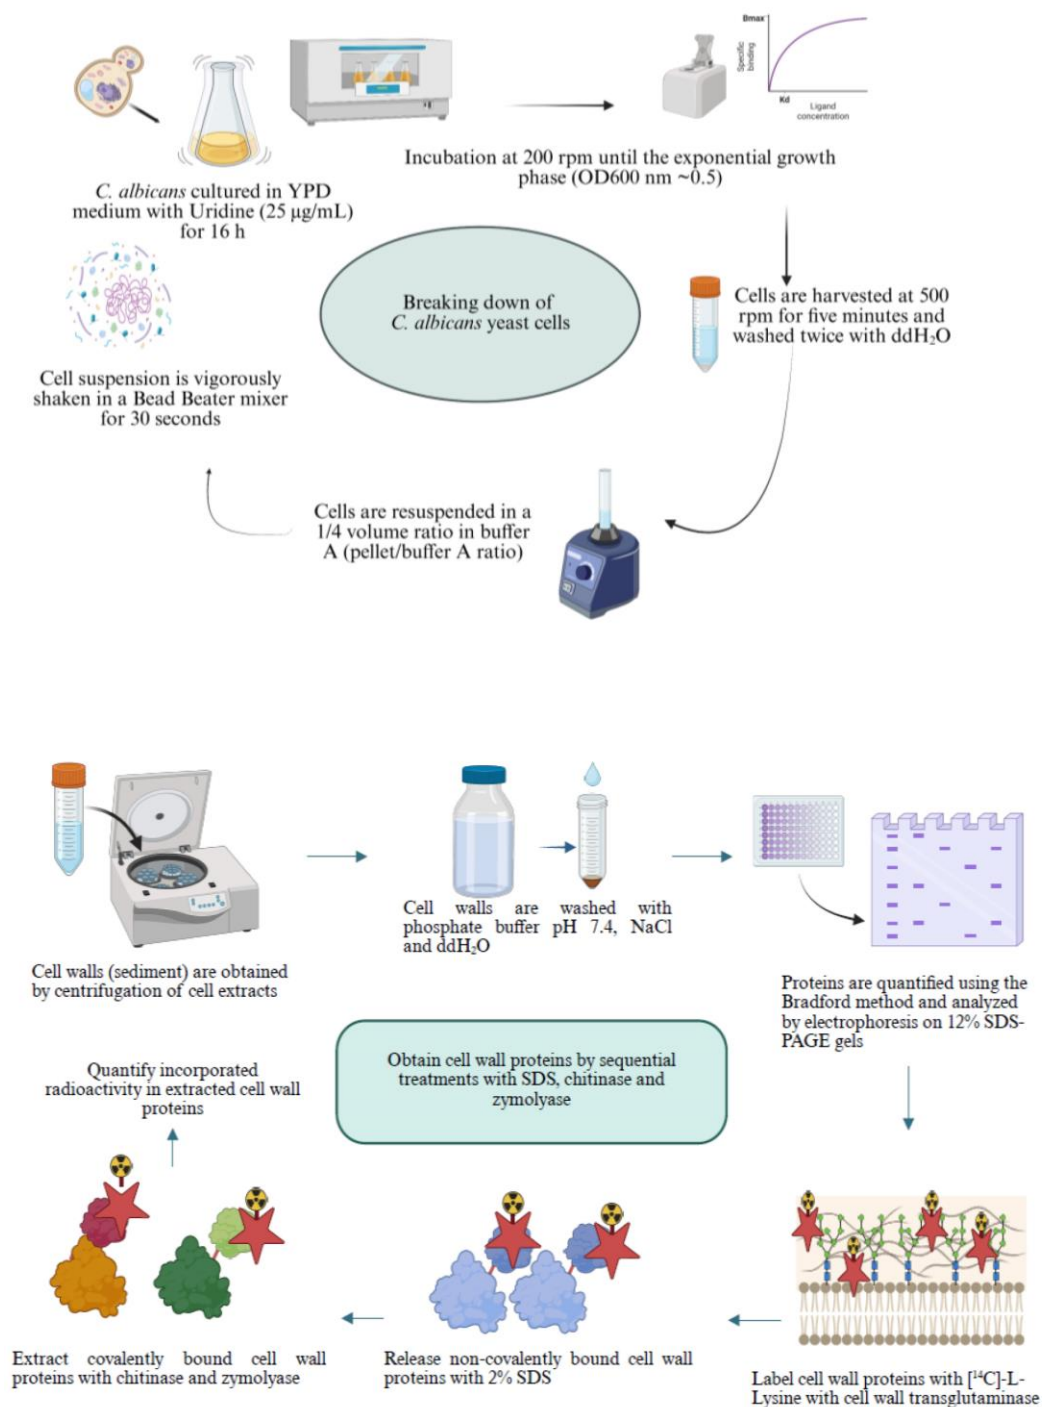 C. albicans cultured in YPD
medium with Uridine (25 µg/mL)
for 16 h
Bmax
Specific
binding
Kd
Ligand
concentration
Incubation at 200 rpm until the exponential growth
phase (OD600 nm ~0.5)
Breaking down of
C. albicans yeast cells
Cells are harvested at 500
rpm for five minutes and
washed twice with ddH₂O
Cells are resuspended in a
1/4 volume ratio in buffer
A (pellet/buffer A ratio)
Cell suspension is vigorously
shaken in a Bead Beater mixer
for 30 seconds
Cell walls (sediment) are obtained
by centrifugation of cell extracts
Cell walls are washed with
phosphate buffer pH 7.4, NaCl
and ddH₂O
Proteins are quantified using the
Bradford method and analyzed
by electrophoresis on 12% SDS-
PAGE gels
Obtain cell wall proteins by sequential
treatments with SDS, chitinase and
zymolyase
Label cell wall proteins with [¹⁴C]-L-
Lysine with cell wall transglutaminase
Release non-covalently bound cell wall
proteins with 2% SDS
Extract covalently bound cell wall
proteins with chitinase and zymolyase
Quantify incorporated
radioactivity in extracted cell wall
proteins